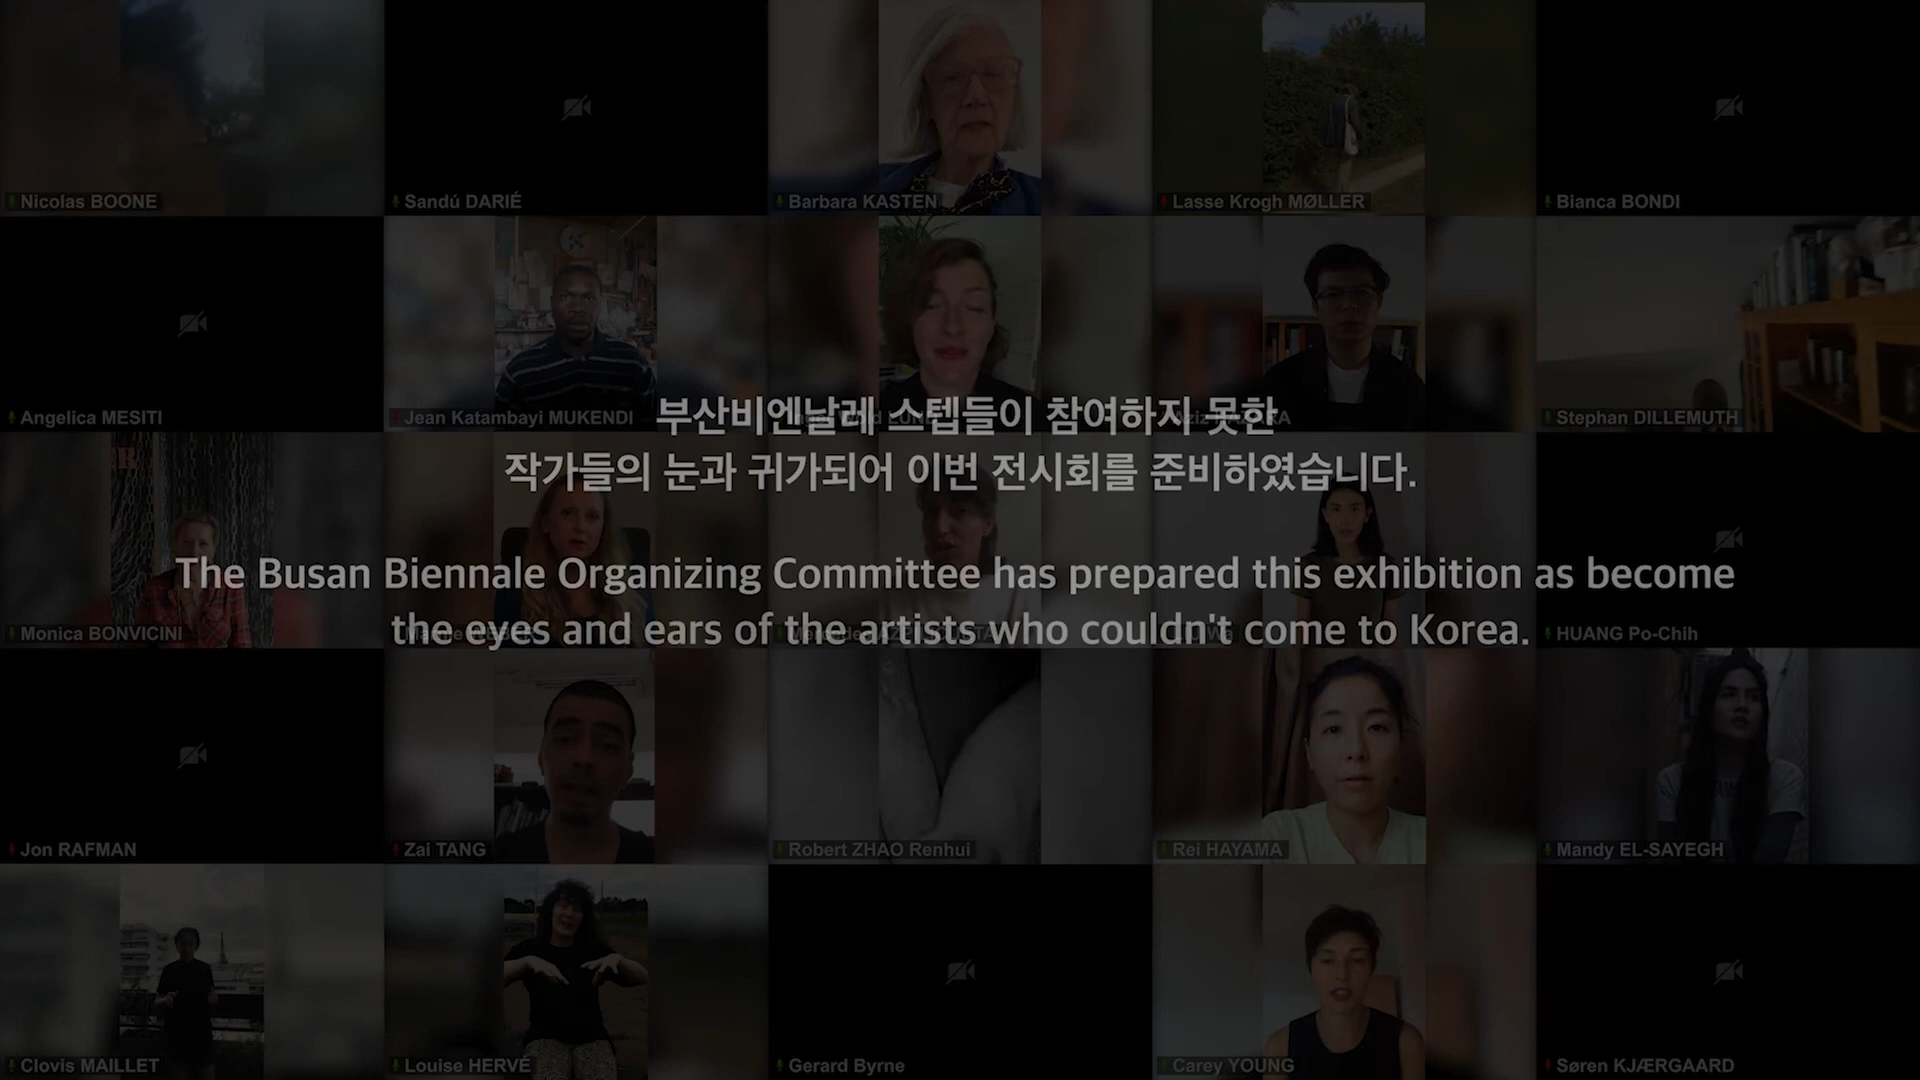 Nicolas BOONE
Sandú DARIÉ
Barbara KASTEN
Lasse Krogh MØLLER
Bianca BONDI
Angelica MESITI
Jean Katambayi MUKENDI
Stephan DILLEMUTH
부산비엔날레 스텝들이 참여하지 못한
작가들의 눈과 귀가되어 이번 전시회를 준비하였습니다.
The Busan Biennale Organizing Committee has prepared this exhibition as become
the eyes and ears of the artists who couldn't come to Korea.
Monica BONVICINI
HUANG Po-Chih
Jon RAFMAN
Zai TANG
Robert ZHAO Renhui
Rei HAYAMA
Mandy EL-SAYEGH
Clovis MAILLET
Louise HERVÉ
Gerard Byrne
Carey YOUNG
Søren KJÆRGAARD